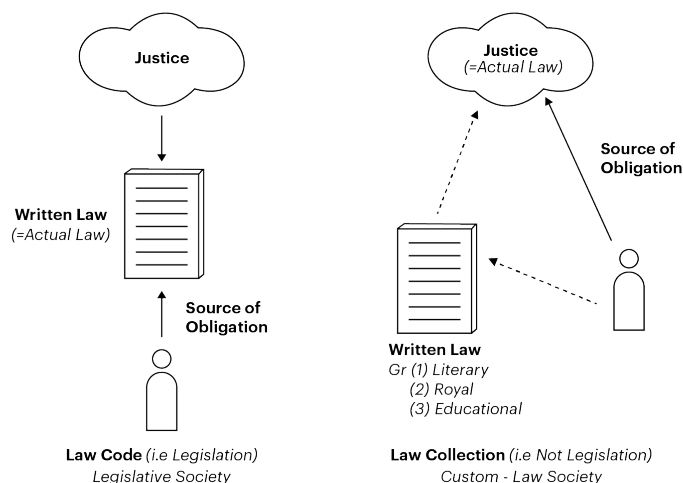 Justice
Written Law
(=Actual Law)
Source of
Obligation
Law Code (i.e Legislation)
Legislative Society
Justice
(=Actual Law)
Source of
Obligation
Written Law
Gr (1) Literary
(2) Royal
(3) Educational
Law Collection (i.e Not Legislation)
Custom - Law Society